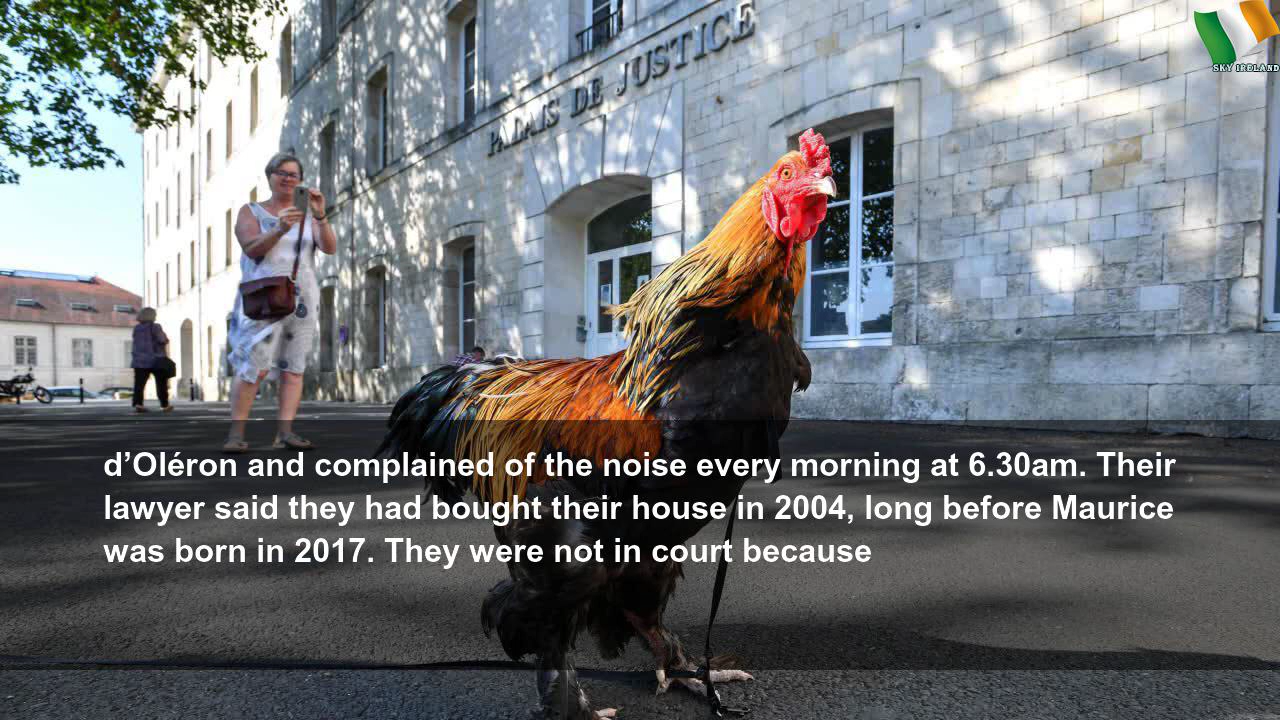 SKY IRELAND
PALAIS DE JUSTICE
d’Oléron and complained of the noise every morning at 6.30am. Their
lawyer said they had bought their house in 2004, long before Maurice
was born in 2017. They were not in court because